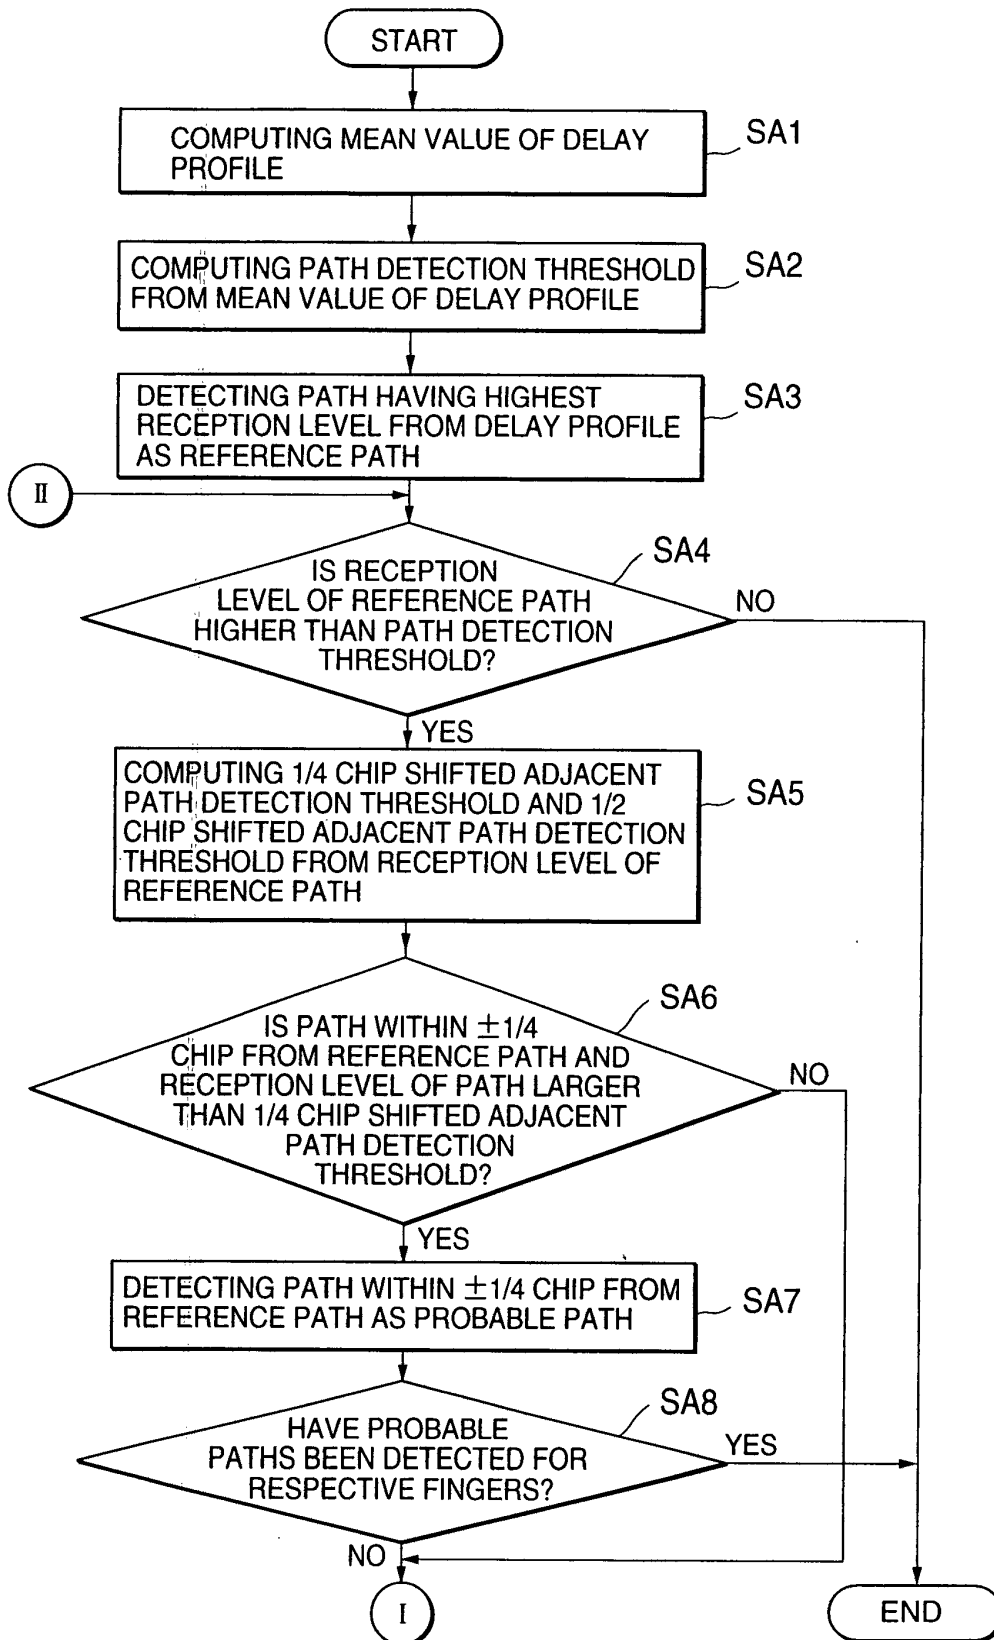 START
COMPUTING MEAN VALUE OF DELAY
PROFILE
SA1
COMPUTING PATH DETECTION THRESHOLD
FROM MEAN VALUE OF DELAY PROFILE
SA2
DETECTING PATH HAVING HIGHEST
RECEPTION LEVEL FROM DELAY PROFILE
AS REFERENCE PATH
SA3
II
IS RECEPTION
LEVEL OF REFERENCE PATH
HIGHER THAN PATH DETECTION
THRESHOLD?
SA4
NO
YES
COMPUTING 1/4 CHIP SHIFTED ADJACENT
PATH DETECTION THRESHOLD AND 1/2
CHIP SHIFTED ADJACENT PATH DETECTION
THRESHOLD FROM RECEPTION LEVEL OF
REFERENCE PATH
SA5
IS PATH WITHIN ±1/4
CHIP FROM REFERENCE PATH AND
RECEPTION LEVEL OF PATH LARGER
THAN 1/4 CHIP SHIFTED ADJACENT
PATH DETECTION
THRESHOLD?
SA6
NO
YES
DETECTING PATH WITHIN ±1/4 CHIP FROM
REFERENCE PATH AS PROBABLE PATH
SA7
HAVE PROBABLE
PATHS BEEN DETECTED FOR
RESPECTIVE FINGERS?
SA8
YES
NO
I
END